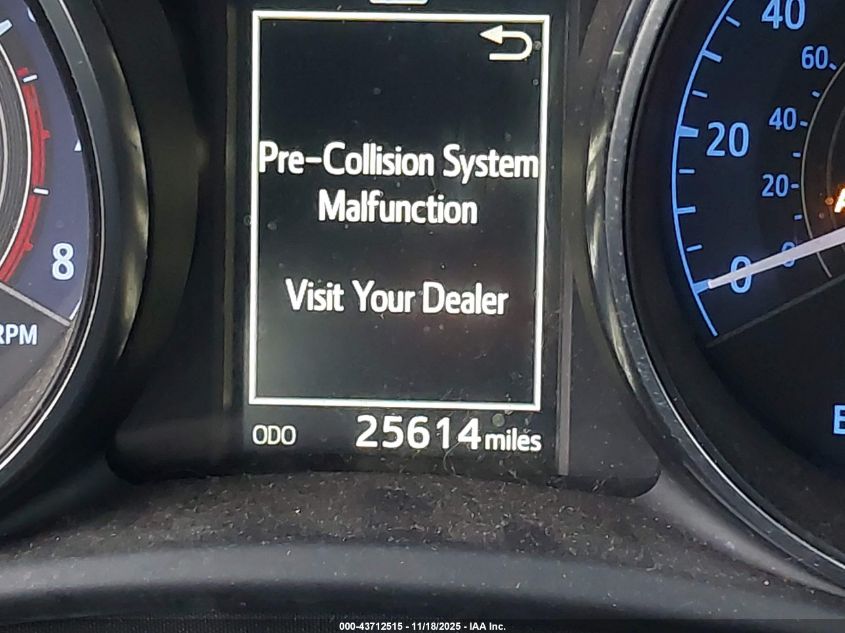 Pre-Collision System
Malfunction
Visit Your Dealer
ODO 25614 miles
8
RPM
40
20
0
60
40
20
0
000-43712515 - 11/18/2025 - IAA Inc.